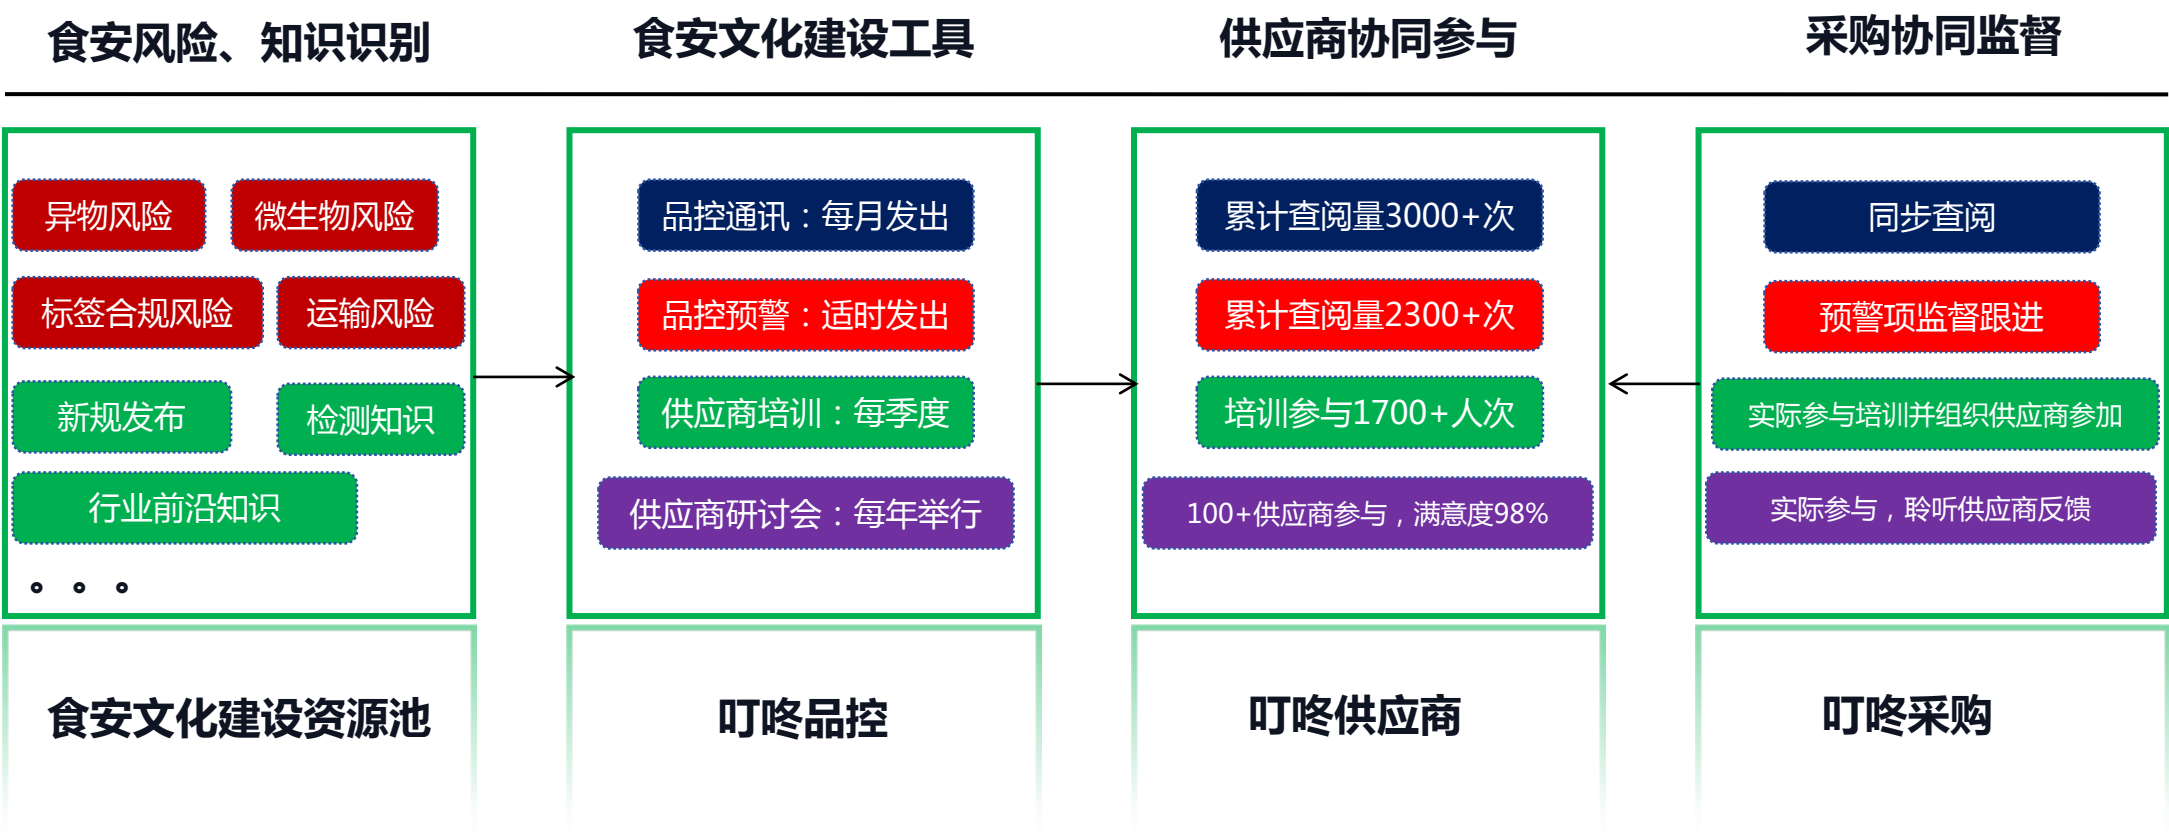 食安风险、知识识别
食安文化建设工具
供应商协同参与
采购协同监督
异物风险
微生物风险
标签合规风险
运输风险
新规发布
检测知识
行业前沿知识
。。。
品控通讯：每月发出
品控预警：适时发出
供应商培训：每季度
供应商研讨会：每年举行
累计查阅量3000+次
累计查阅量2300+次
培训参与1700+人次
100+供应商参与，满意度98%
同步查阅
预警项监督跟进
实际参与培训并组织供应商参加
实际参与，聆听供应商反馈
食安文化建设资源池
叮咚品控
叮咚供应商
叮咚采购